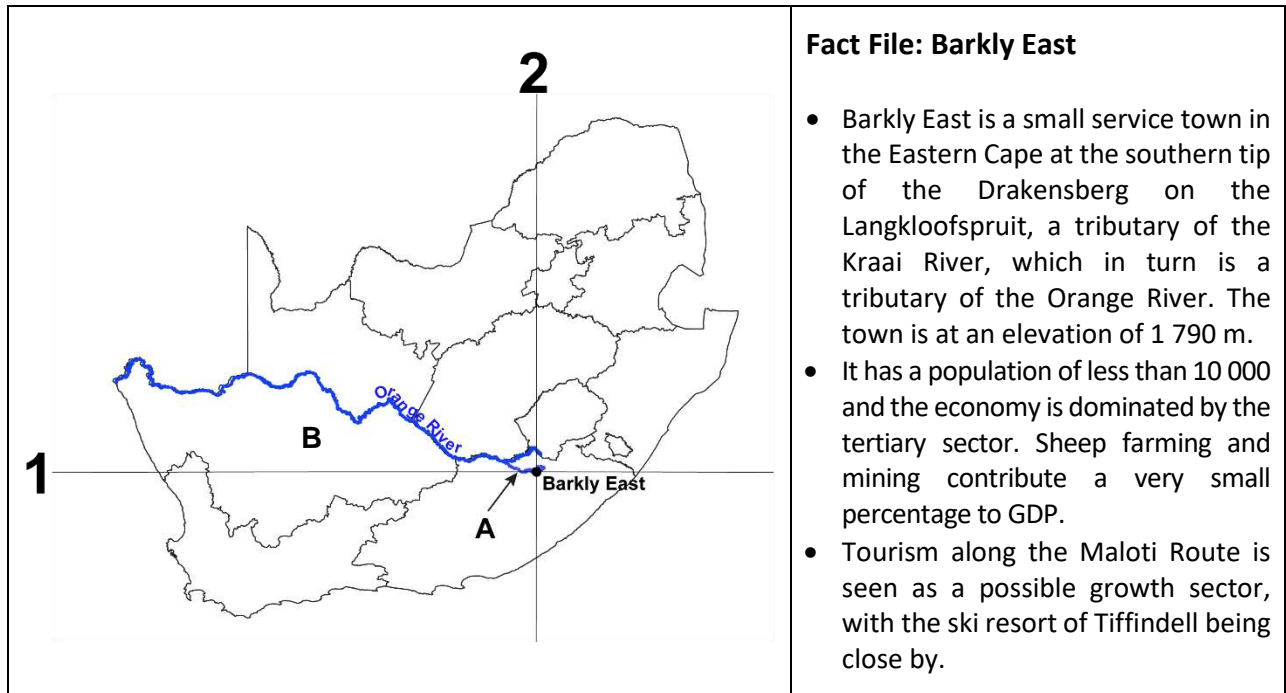 2
1
Orange River
B
A
Barkly East
Fact File: Barkly East
• Barkly East is a small service town in
the Eastern Cape at the southern tip
of the Drakensberg on the
Langkloofspruit, a tributary of the
Kraai River, which in turn is a
tributary of the Orange River. The
town is at an elevation of 1 790 m.
• It has a population of less than 10 000
and the economy is dominated by the
tertiary sector. Sheep farming and
mining contribute a very small
percentage to GDP.
• Tourism along the Maloti Route is
seen as a possible growth sector,
with the ski resort of Tiffindell being
close by.